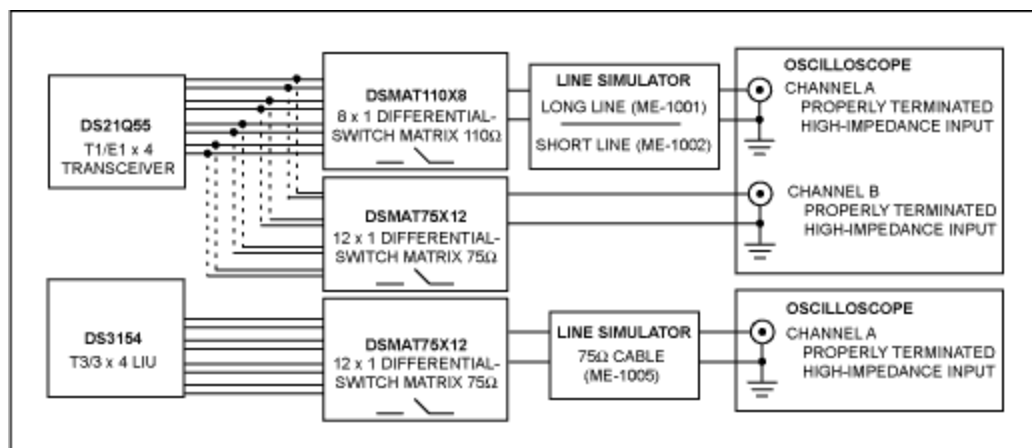 DS21Q55
T1/E1 x 4
TRANSCEIVER
DSMAT110X8
8 x 1 DIFFERENTIAL-
SWITCH MATRIX 110Ω
LINE SIMULATOR
LONG LINE (ME-1001)
SHORT LINE (ME-1002)
OSCILLOSCOPE
CHANNEL A
PROPERLY TERMINATED
HIGH-IMPEDANCE INPUT
DSMAT75X12
12 x 1 DIFFERENTIAL-
SWITCH MATRIX 75Ω
CHANNEL B
PROPERLY TERMINATED
HIGH-IMPEDANCE INPUT
DS3154
T3/3 x 4 LIU
DSMAT75X12
12 x 1 DIFFERENTIAL-
SWITCH MATRIX 75Ω
LINE SIMULATOR
75Ω CABLE
(ME-1005)
OSCILLOSCOPE
CHANNEL A
PROPERLY TERMINATED
HIGH-IMPEDANCE INPUT